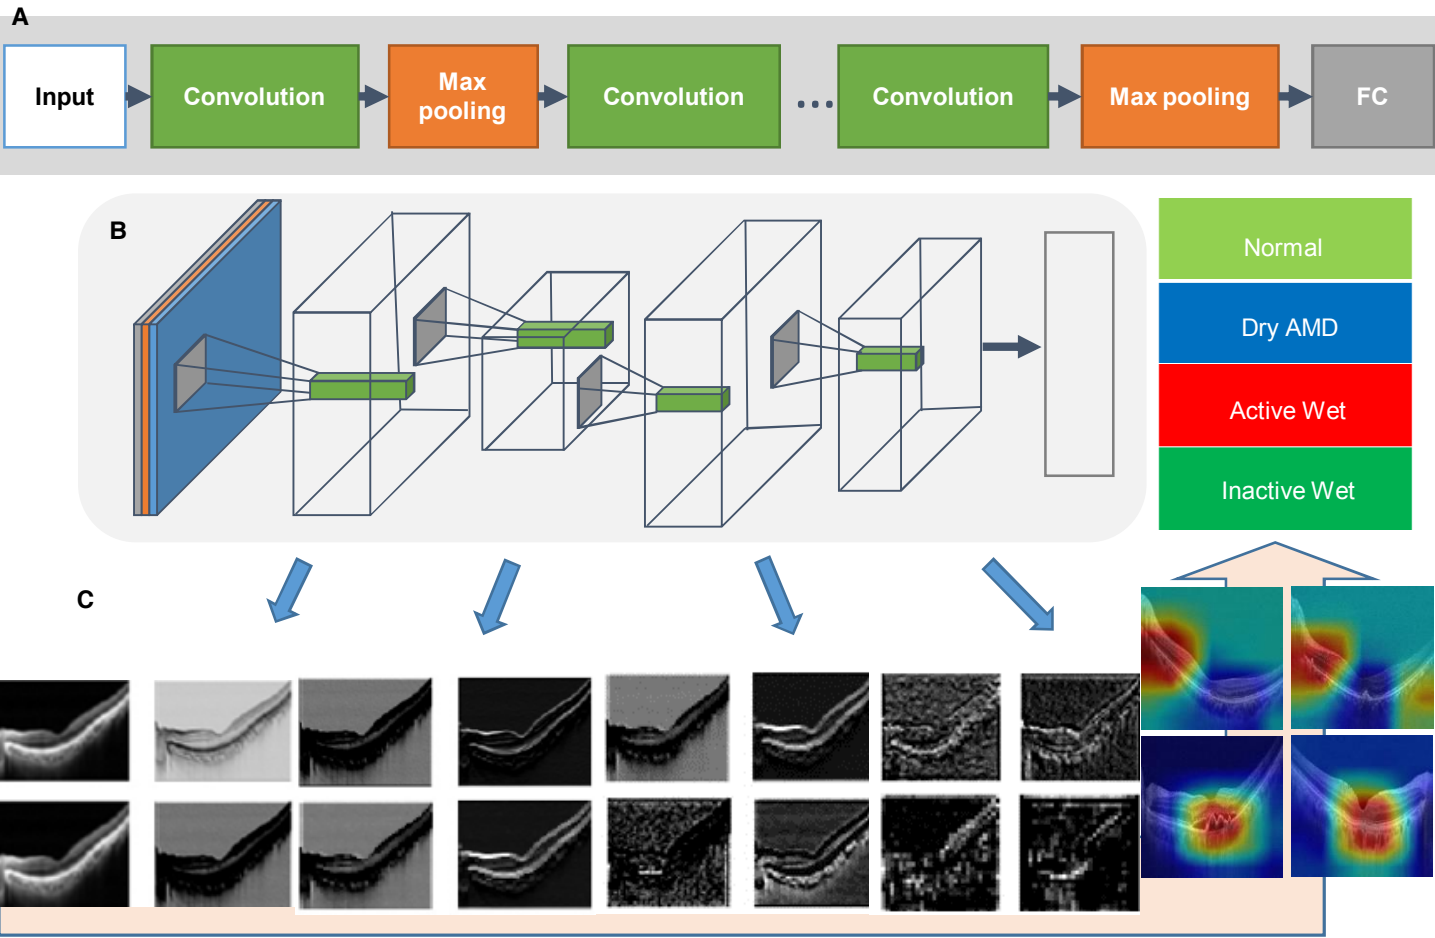 A
Input
Convolution
Max
pooling
Convolution
...
Convolution
Max pooling
FC
B
Normal
Dry AMD
Active Wet
Inactive Wet
C